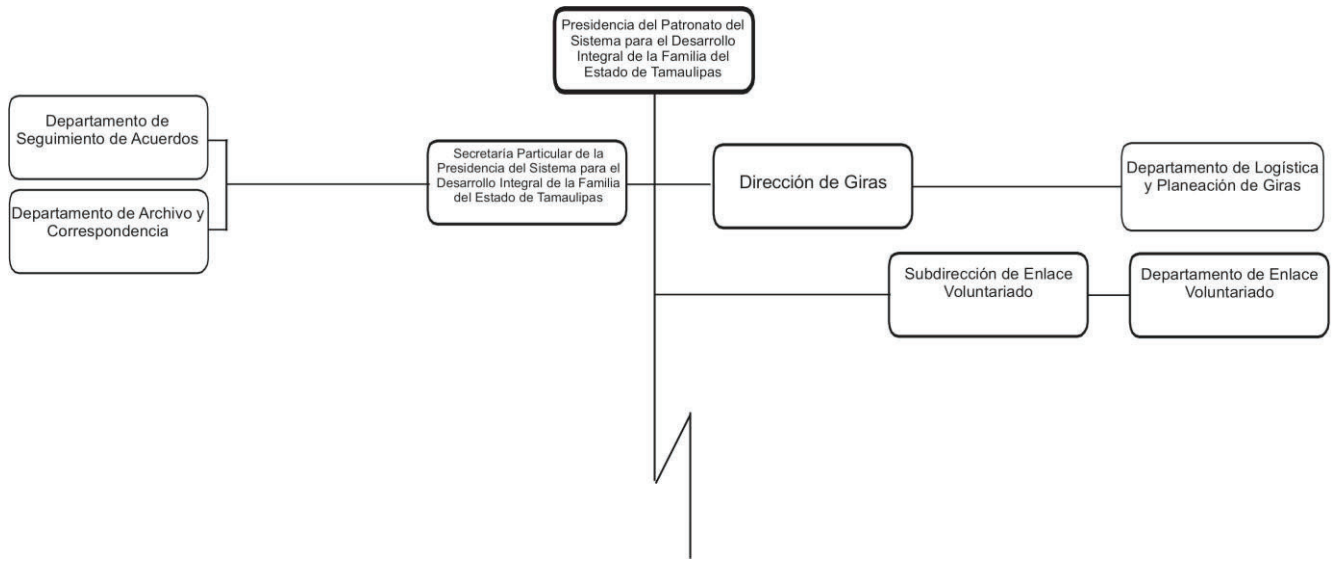 Presidencia del Patronato del
Sistema para el Desarrollo
Integral de la Familia del
Estado de Tamaulipas
Departamento de
Seguimiento de Acuerdos
Secretaría Particular de la
Presidencia del Sistema para el
Desarrollo Integral de la Familia
del Estado de Tamaulipas
Dirección de Giras
Departamento de Logística
y Planeación de Giras
Departamento de Archivo y
Correspondencia
Subdirección de Enlace
Voluntariado
Departamento de Enlace
Voluntariado